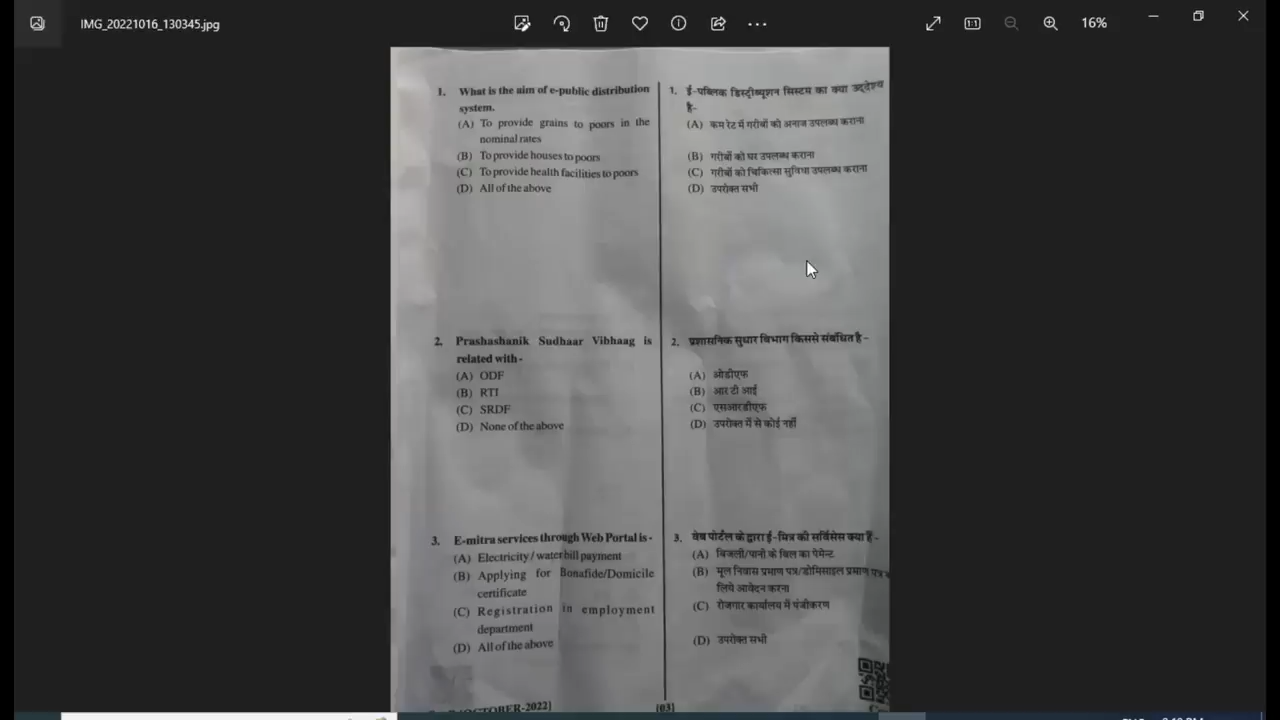 IMG_20221016_130345.jpg
16%
1. What is the aim of e-public distribution
system.
(A) To provide grains to poors in the
nominal rates
(B) To provide houses to poors
(C) To provide health facilities to poors
(D) All of the above
1. ई-पब्लिक डिस्ट्रीब्यूशन सिस्टम का क्या उद्देश्य
है-
(A) कम रेट में गरीबों को अनाज उपलब्ध कराना
(B) गरीबों को घर उपलब्ध कराना
(C) गरीबों को चिकित्सा सुविधा उपलब्ध कराना
(D) उपरोक्त सभी
2. Prashashanik Sudhaar Vibhaag is
related with-
(A) ODF
(B) RTI
(C) SRDF
(D) None of the above
2. प्रशासनिक सुधार विभाग किससे संबंधित है-
(A) ओडीएफ
(B) आर टी आई
(C) एसआरडीएफ
(D) उपरोक्त में से कोई नहीं
3. E-mitra services through Web Portal is-
(A) Electricity/water bill payment
(B) Applying for Bonafide/Domicile
certificate
(C) Registration in employment
department
(D) All of the above
3. वेब पोर्टल के द्वारा ई-मित्र की सर्विसेस क्या हैं-
(A) बिजली/पानी के बिल का पेमेन्ट
(B) मूल निवास प्रमाण पत्र/डोमिसाइल प्रमाण पत्र
लिये आवेदन करना
(C) रोजगार कार्यालय में पंजीकरण
(D) उपरोक्त सभी
OCTOBER-2022]
[03]